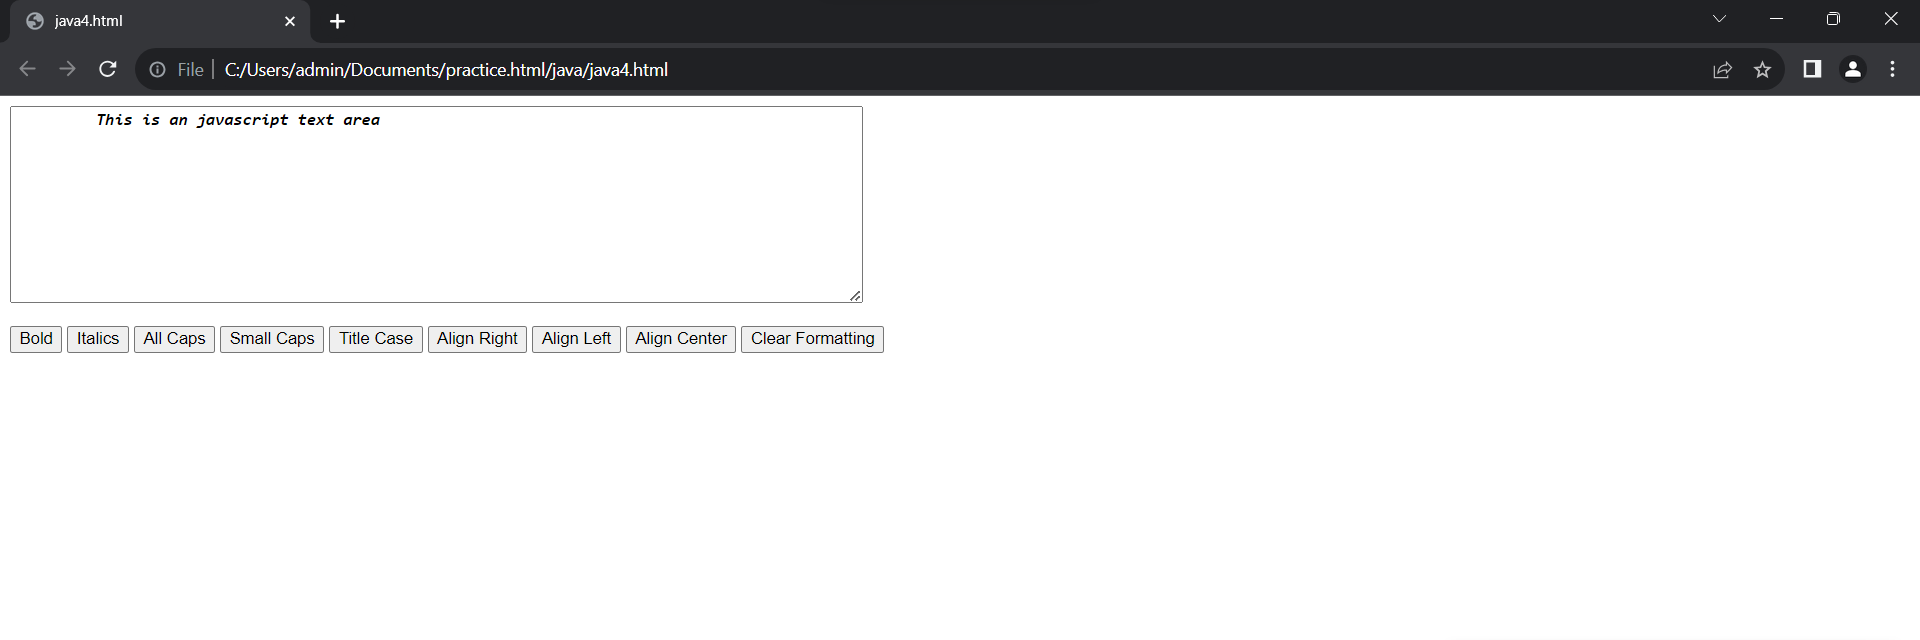 java4.html
File C:/Users/admin/Documents/practice.html/java/java4.html
This is an javascript text area
Bold Italics All Caps Small Caps Title Case Align Right Align Left Align Center Clear Formatting